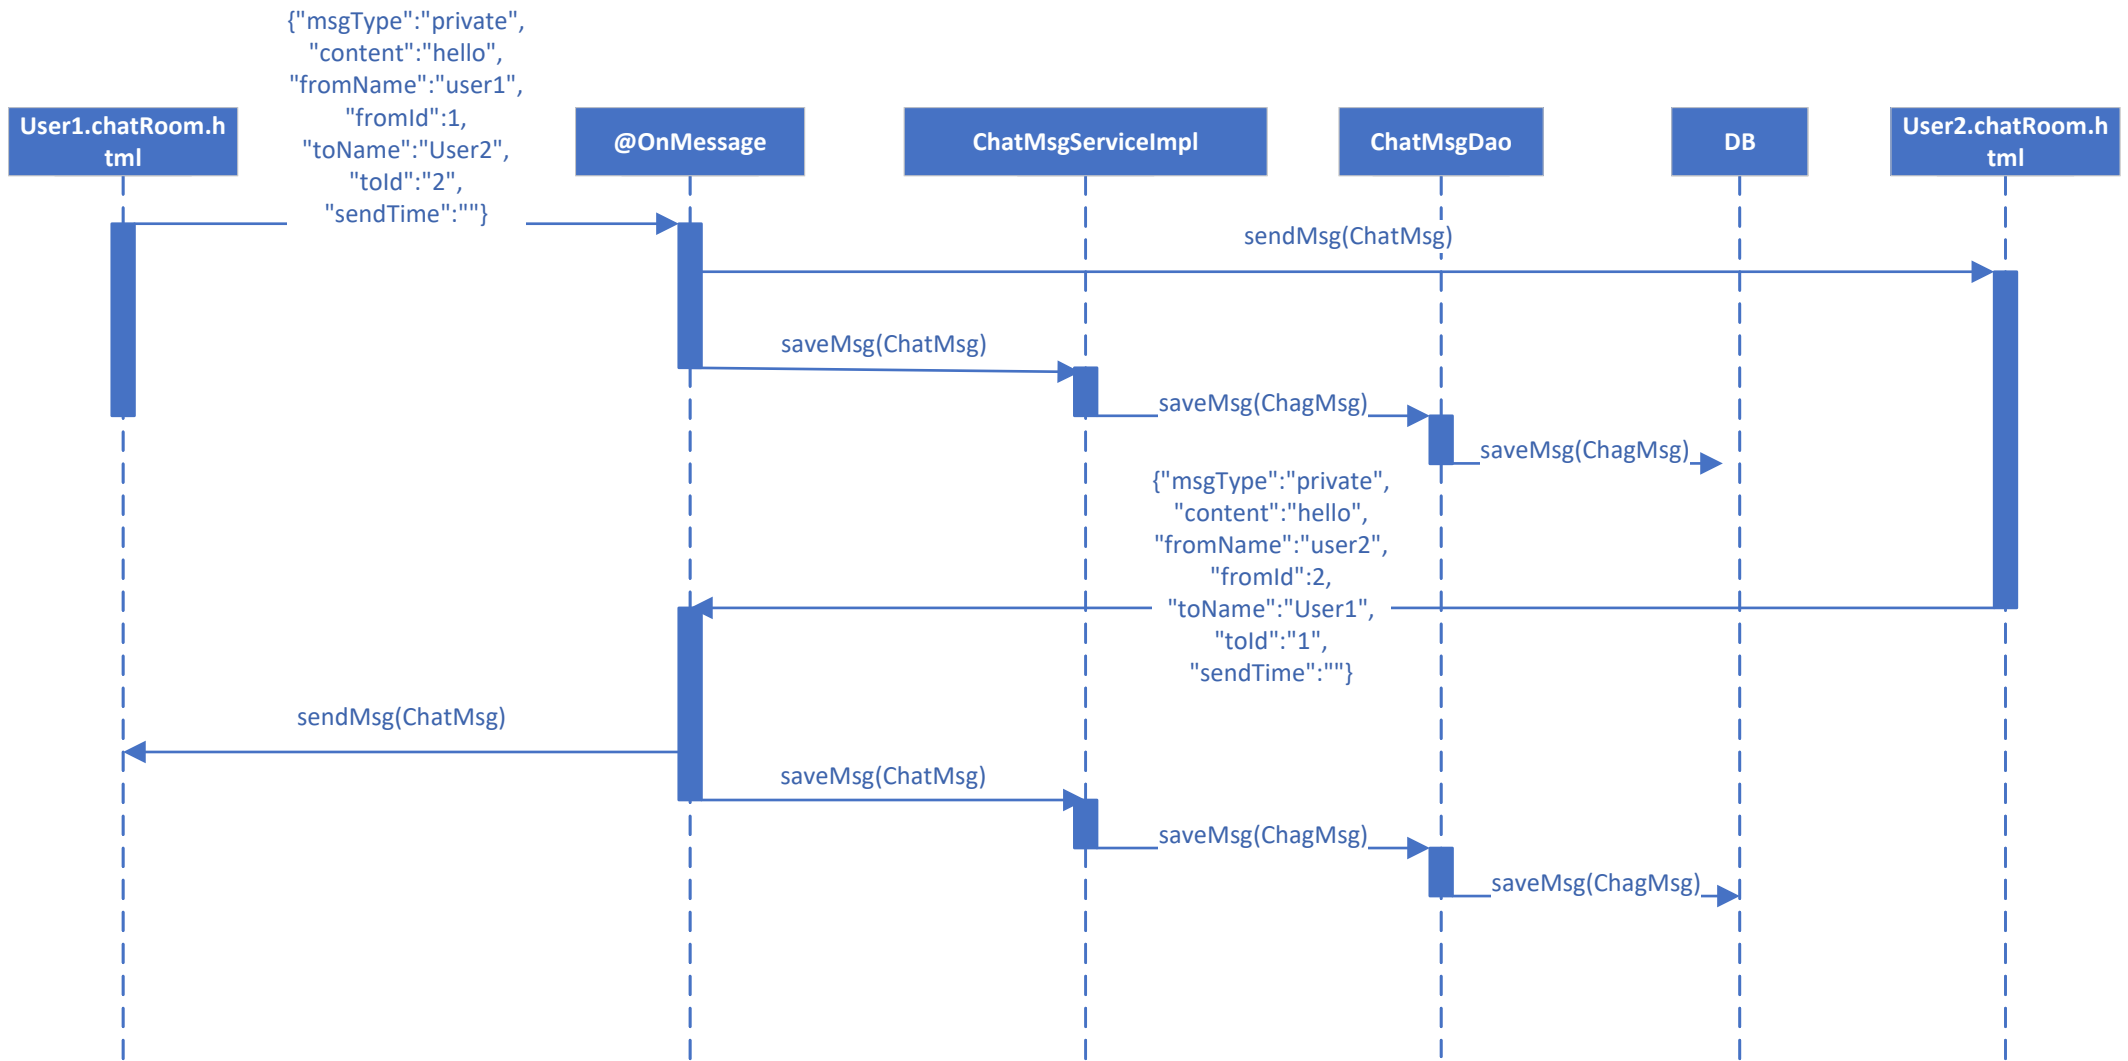 {"msgType":"private",
"content":"hello",
"fromName":"user1",
"fromId":1,
"toName":"User2",
"toId":"2",
"sendTime":""}
User1.chatRoom.h
tml
@OnMessage
ChatMsgServiceImpl
ChatMsgDao
DB
User2.chatRoom.h
tml
sendMsg(ChatMsg)
saveMsg(ChatMsg)
saveMsg(ChagMsg)
saveMsg(ChagMsg)
{"msgType":"private",
"content":"hello",
"fromName":"user2",
"fromId":2,
"toName":"User1",
"toId":"1",
"sendTime":""}
sendMsg(ChatMsg)
saveMsg(ChatMsg)
saveMsg(ChagMsg)
saveMsg(ChagMsg)